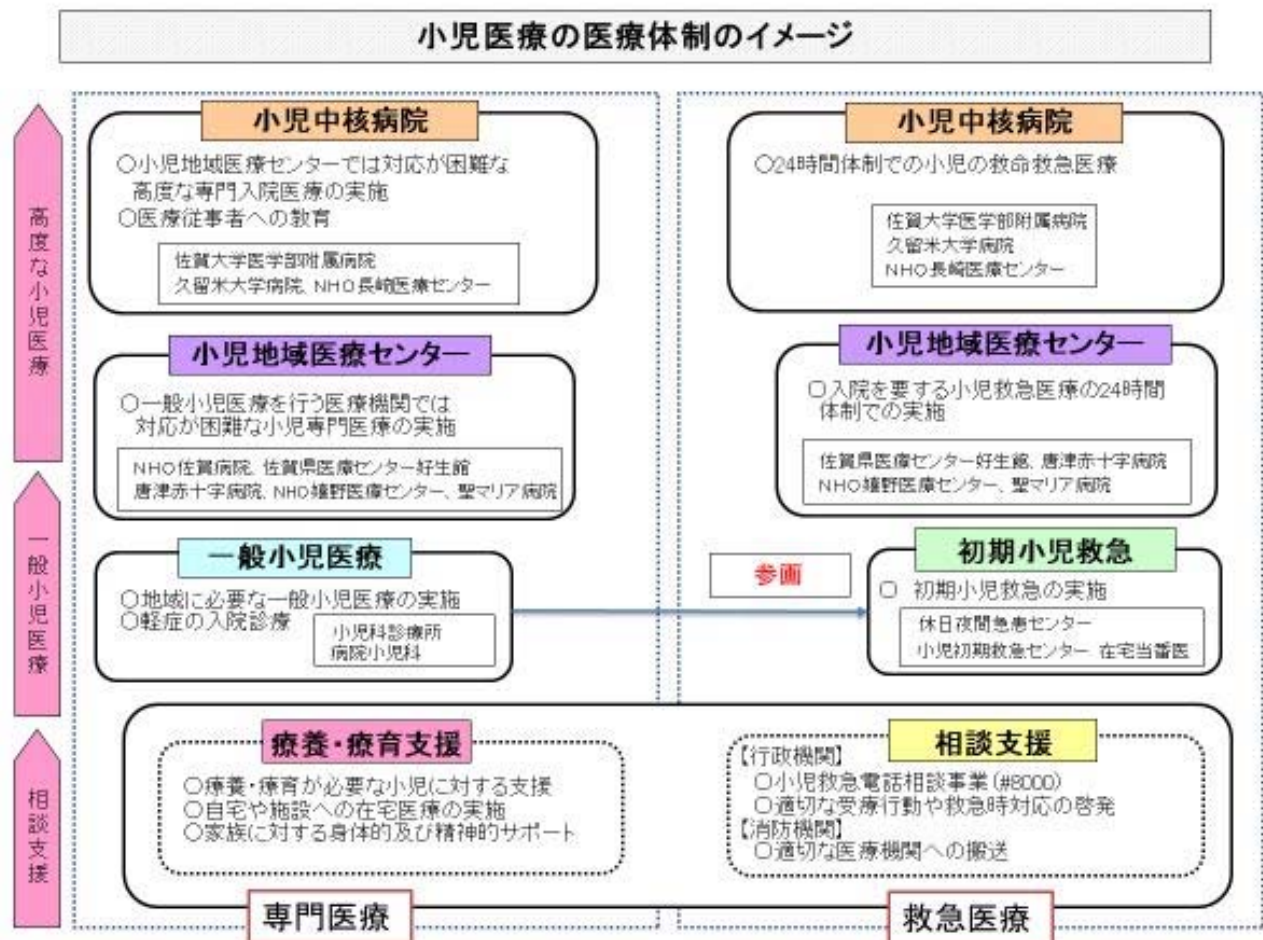 小児医療の医療体制のイメージ
高度な小児医療
一般小児医療
相談支援
小児中核病院
○小児地域医療センターでは対応が困難な
高度な専門入院医療の実施
○医療従事者への教育
佐賀大学医学部附属病院
久留米大学病院、NHO長崎医療センター
小児地域医療センター
○一般小児医療を行う医療機関では
対応が困難な小児専門医療の実施
NHO佐賀病院、佐賀県医療センター好生館
唐津赤十字病院、NHO嬉野医療センター、聖マリア病院
一般小児医療
○地域に必要な一般小児医療の実施
○軽症の入院診療
小児科診療所
病院小児科
参画
小児中核病院
○24時間体制での小児の救命救急医療
佐賀大学医学部附属病院
久留米大学病院
NHO長崎医療センター
小児地域医療センター
○入院を要する小児救急医療の24時間
体制での実施
佐賀県医療センター好生館、唐津赤十字病院
NHO嬉野医療センター、聖マリア病院
初期小児救急
○ 初期小児救急の実施
休日夜間急患センター
小児初期救急センター 在宅当番医
療養・療育支援
○療養・療育が必要な小児に対する支援
○自宅や施設への在宅医療の実施
○家族に対する身体的及び精神的サポート
相談支援
【行政機関】
○小児救急電話相談事業(#8000)
○適切な受療行動や救急時対応の啓発
【消防機関】
○適切な医療機関への搬送
専門医療
救急医療